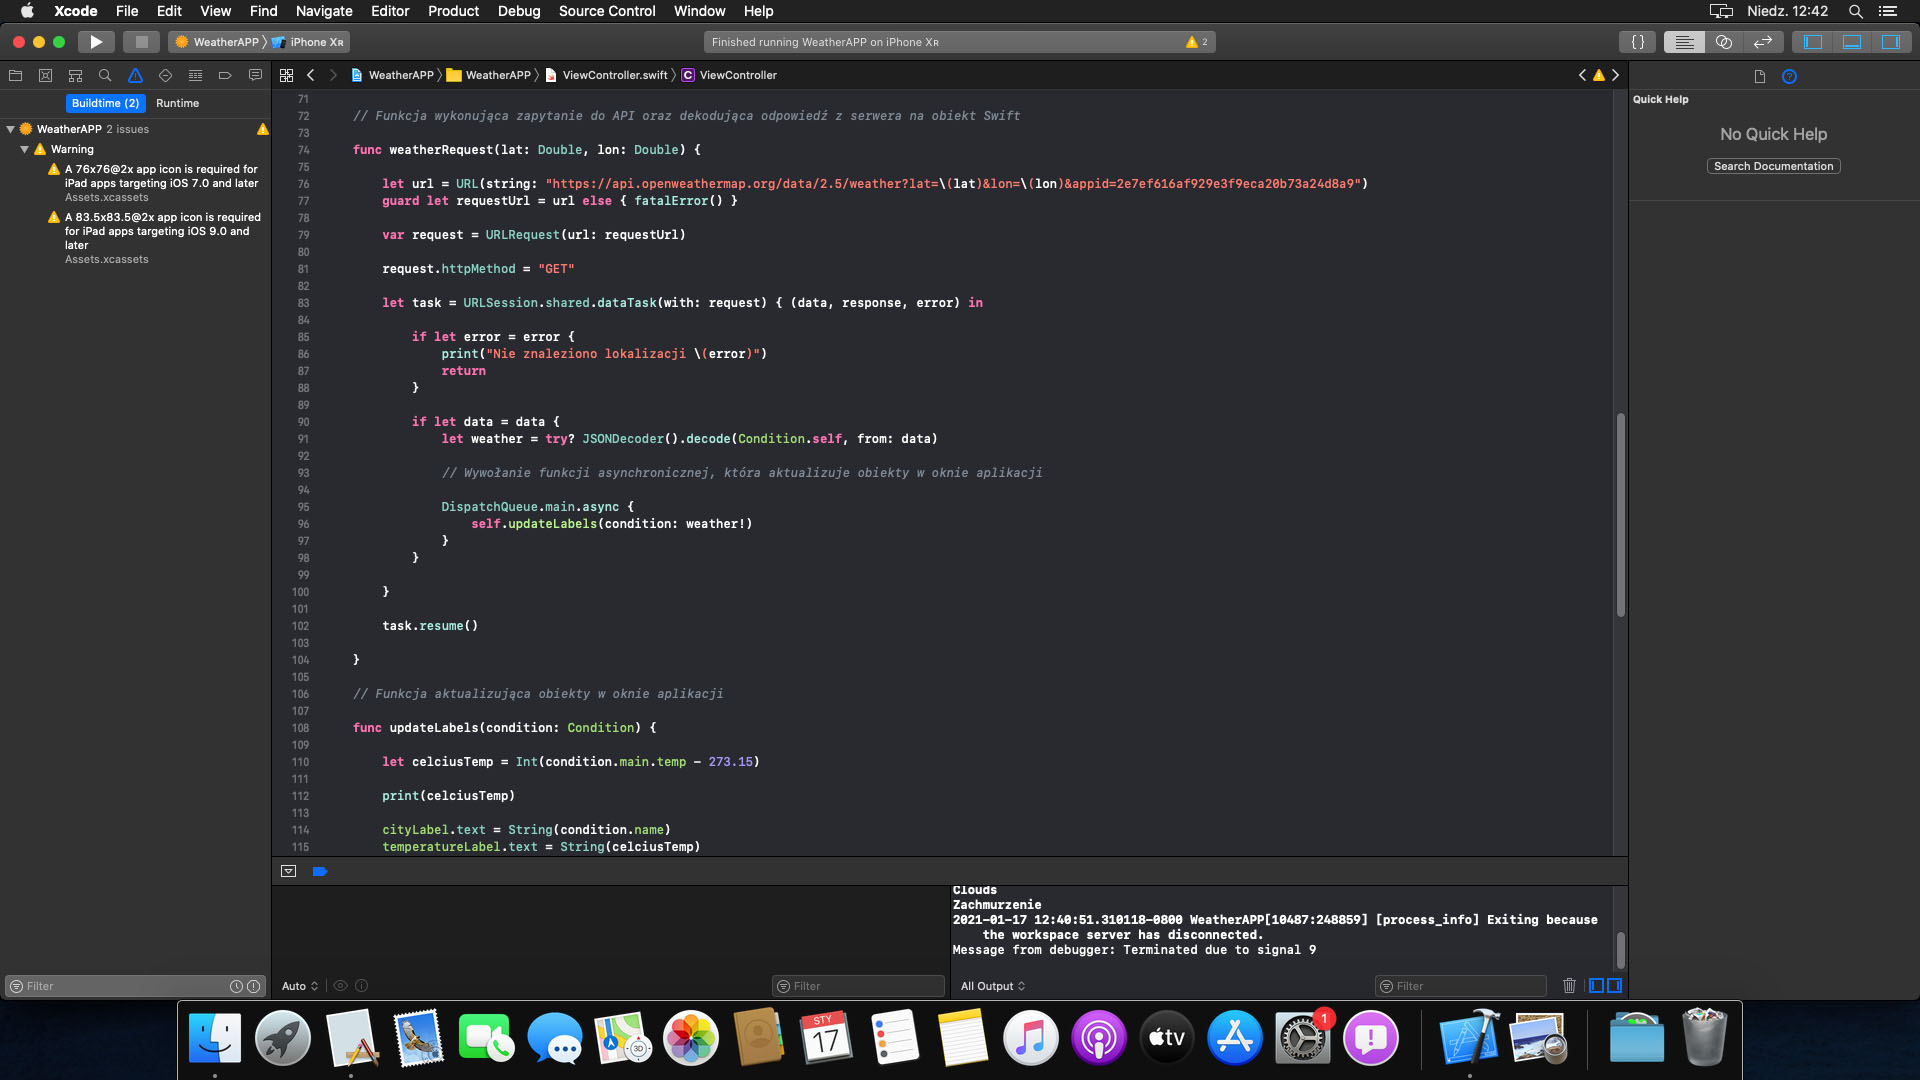 Xcode File Edit View Find Navigate Editor Product Debug Source Control Window Help Niedz. 12:42
WeatherAPP iPhone XR
Finished running WeatherAPP on iPhone XR 2
{}
WeatherAPP WeatherAPP ViewController.swift C ViewController
Buildtime (2) Runtime
WeatherAPP 2 issues
Warning
A 76x76@2x app icon is required for
iPad apps targeting iOS 7.0 and later
Assets.xcassets
A 83.5x83.5@2x app icon is required
for iPad apps targeting iOS 9.0 and
later
Assets.xcassets
Filter
71
72 // Funkcja wykonująca zapytanie do API oraz dekodująca odpowiedź z serwera na obiekt Swift
73
74 func weatherRequest(lat: Double, lon: Double) {
75
76 let url = URL(string: "https://api.openweathermap.org/data/2.5/weather?lat=\(lat)&lon=\(lon)&appid=2e7ef616af929e3f9eca20b73a24d8a9")
77 guard let requestUrl = url else { fatalError() }
78
79 var request = URLRequest(url: requestUrl)
80
81 request.httpMethod = "GET"
82
83 let task = URLSession.shared.dataTask(with: request) { (data, response, error) in
84
85 if let error = error {
86 print("Nie znaleziono lokalizacji \(error)")
87 return
88 }
89
90 if let data = data {
91 let weather = try? JSONDecoder().decode(Condition.self, from: data)
92
93 // Wywołanie funkcji asynchronicznej, która aktualizuje obiekty w oknie aplikacji
94
95 DispatchQueue.main.async {
96 self.updateLabels(condition: weather!)
97 }
98 }
99
100 }
101
102 task.resume()
103
104 }
105
106 // Funkcja aktualizująca obiekty w oknie aplikacji
107
108 func updateLabels(condition: Condition) {
109
110 let celciusTemp = Int(condition.main.temp - 273.15)
111
112 print(celciusTemp)
113
114 cityLabel.text = String(condition.name)
115 temperatureLabel.text = String(celciusTemp)
Quick Help
No Quick Help
Search Documentation
Auto
Filter
Clouds
Zachmurzenie
2021-01-17 12:40:51.310118-0800 WeatherAPP[10487:248859] [process_info] Exiting because
the workspace server has disconnected.
Message from debugger: Terminated due to signal 9
All Output
Filter
3D
STY
17
tv
1